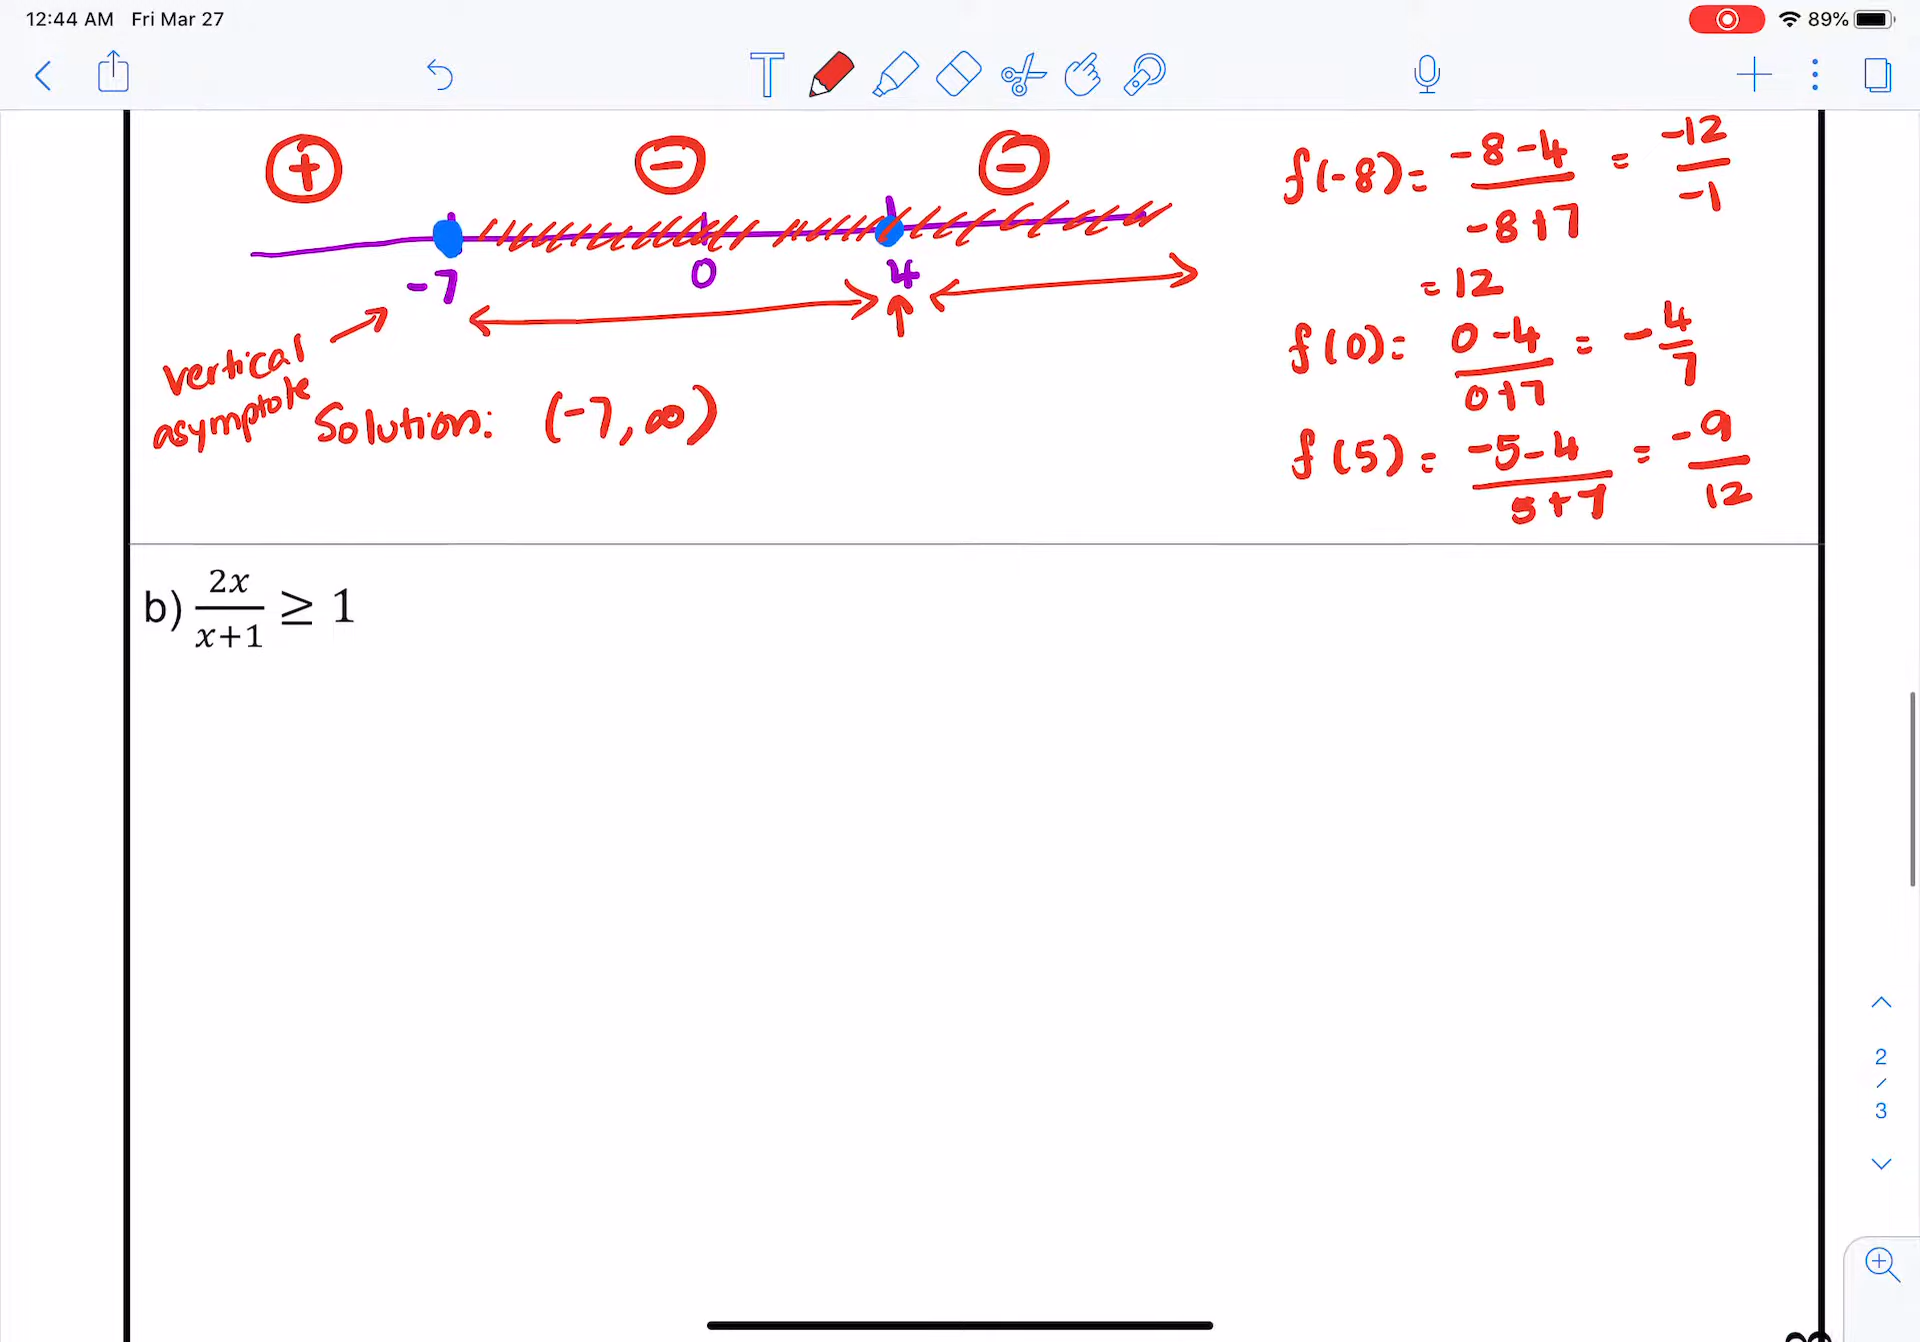 12:44 AM Fri Mar 27
89%
+ - -
-7 0 4
vertical
asymptote
Solution: (-7, ∞)
f(-8) = -8-4 / -8+7 = -12 / -1
= 12
f(0) = 0-4 / 0+7 = -4/7
f(5) = -5-4 / 5+7 = -9 / 12
b) 2x / x+1 ≥ 1
2
/
3